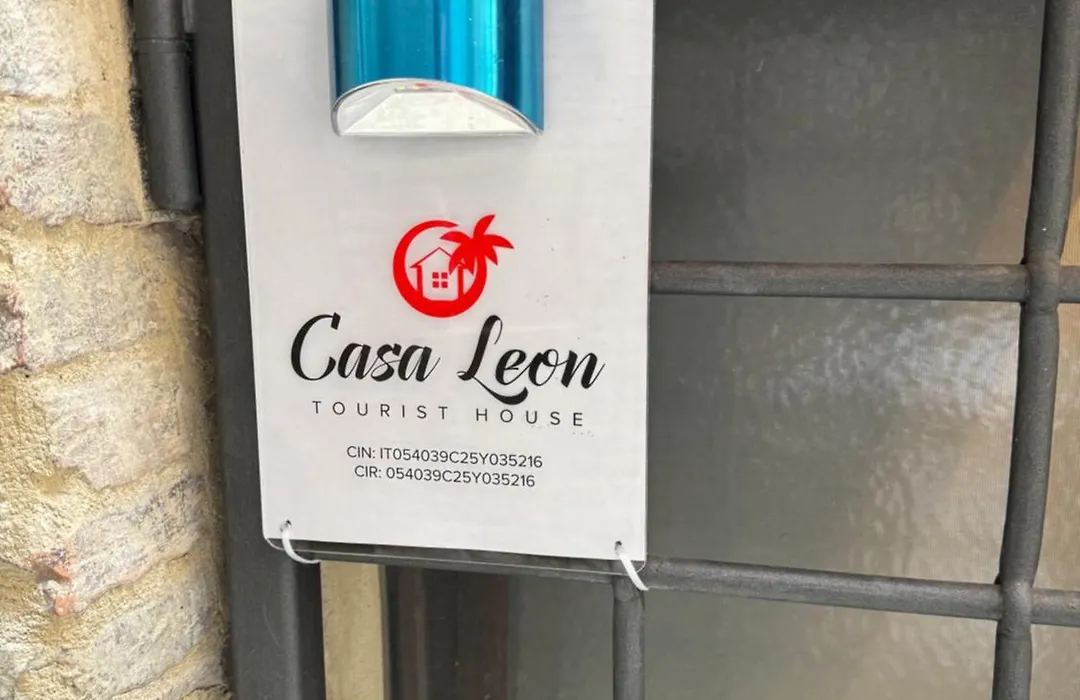 Casa Leon
TOURIST HOUSE
CIN: IT054039C25Y035216
CIR: 054039C25Y035216